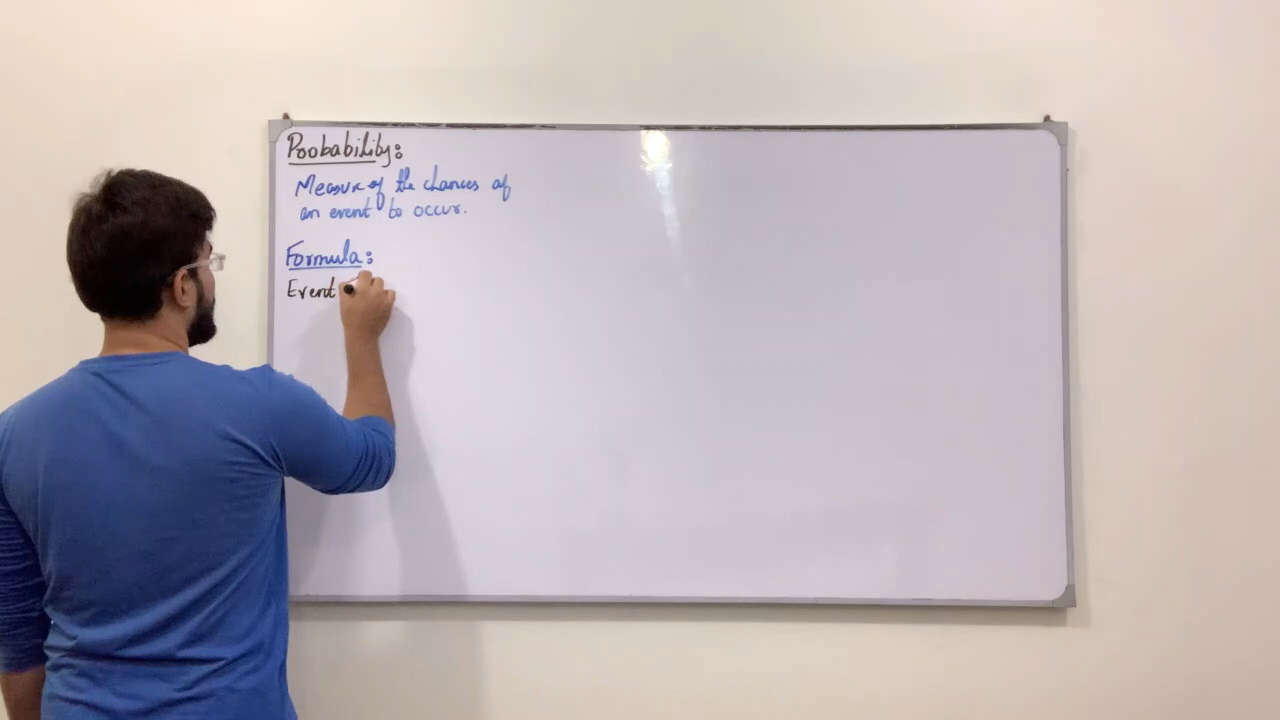 Probability:
Measure of the chances of
an event to occur.
Formula:
Event